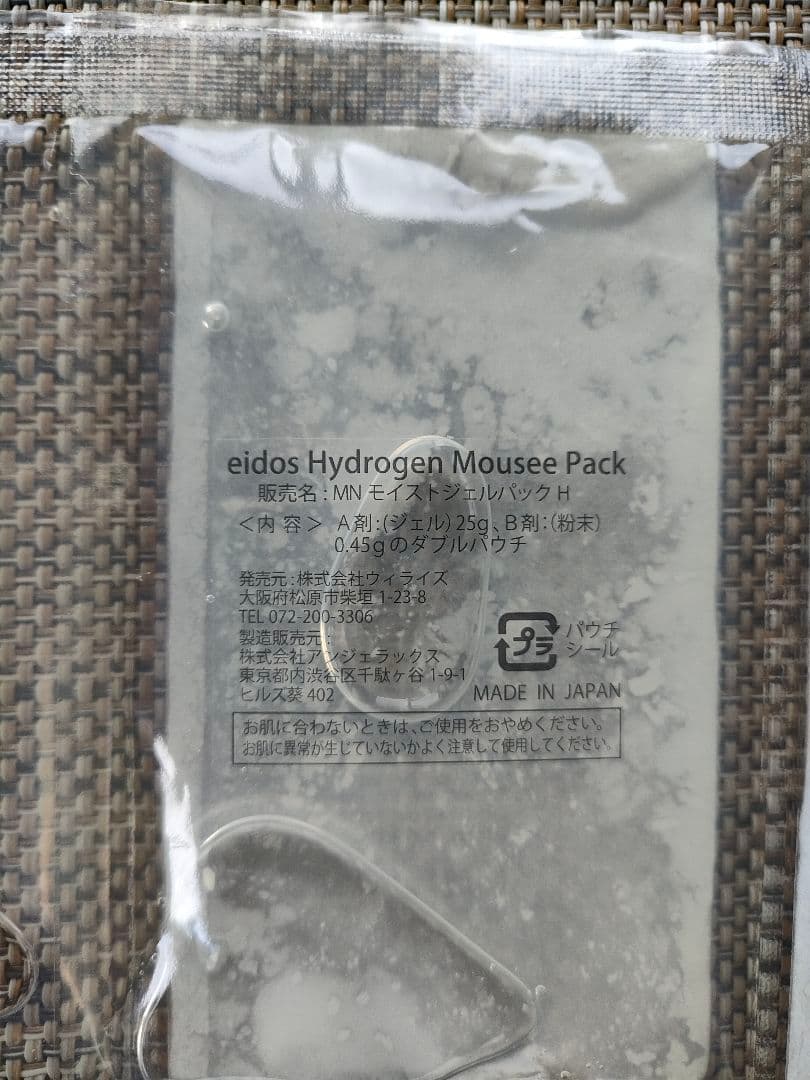 eidos Hydrogen Mousee Pack
販売名：MN モイストジェルパック H
＜内 容＞ A剤：(ジェル) 25g、B剤：(粉末)
0.45gのダブルパウチ
発売元：株式会社ウィライズ
大阪府松原市柴垣 1-23-8
TEL 072-200-3306
製造販売元：
株式会社アンジェラックス
東京都内渋谷区千駄ヶ谷 1-9-1
ヒルズ葵 402
プラ
パウチ
シール
MADE IN JAPAN
お肌に合わないときは、ご使用をおやめください。
お肌に異常が生じていないかよく注意して使用してください。